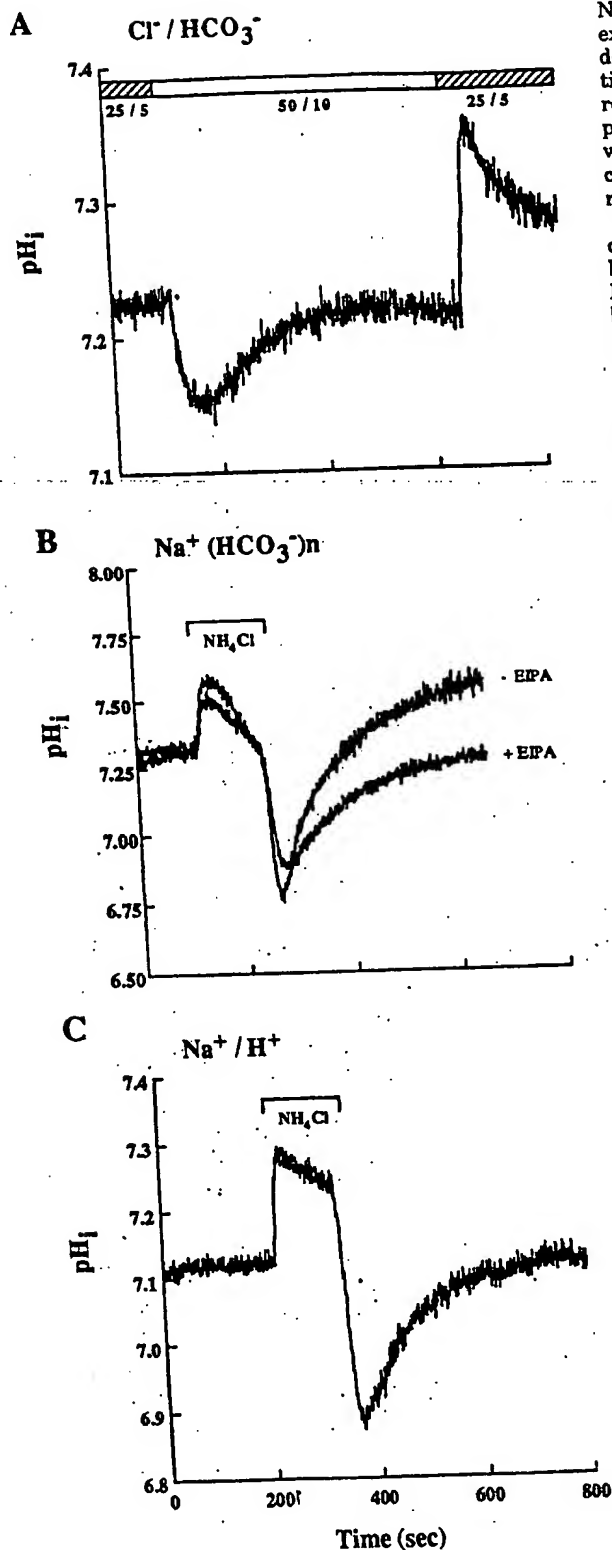 A
Cl⁻ / HCO₃⁻
7.4
7.3
7.2
7.1
pHᵢ
25 / 5
50 / 10
25 / 5
B
Na⁺ (HCO₃⁻)n
8.00
7.75
7.50
7.25
7.00
6.75
6.50
pHᵢ
NH₄Cl
- EIPA
+ EIPA
C
Na⁺ / H⁺
7.4
7.3
7.2
7.1
7.0
6.9
6.8
pHᵢ
NH₄Cl
0
200
400
600
800
Time (sec)